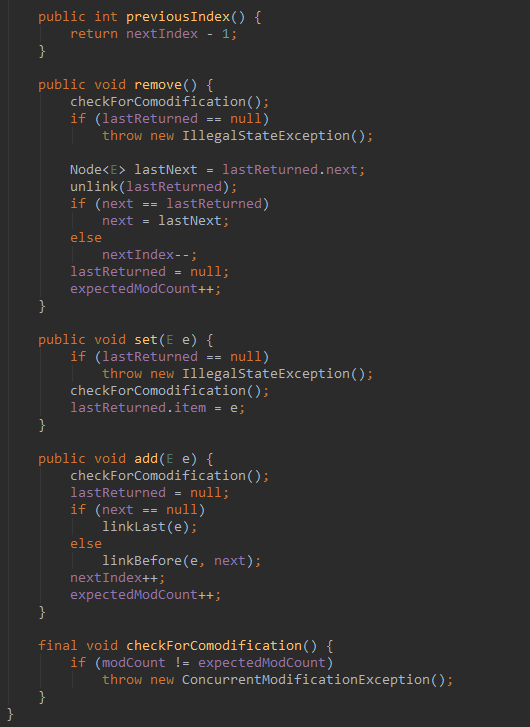 public int previousIndex() {
return nextIndex - 1;
}
public void remove() {
checkForComodification();
if (lastReturned == null)
throw new IllegalStateException();
Node<E> lastNext = lastReturned.next;
unlink(lastReturned);
if (next == lastReturned)
next = lastNext;
else
nextIndex--;
lastReturned = null;
expectedModCount++;
}
public void set(E e) {
if (lastReturned == null)
throw new IllegalStateException();
checkForComodification();
lastReturned.item = e;
}
public void add(E e) {
checkForComodification();
lastReturned = null;
if (next == null)
linkLast(e);
else
linkBefore(e, next);
nextIndex++;
expectedModCount++;
}
final void checkForComodification() {
if (modCount != expectedModCount)
throw new ConcurrentModificationException();
}
}